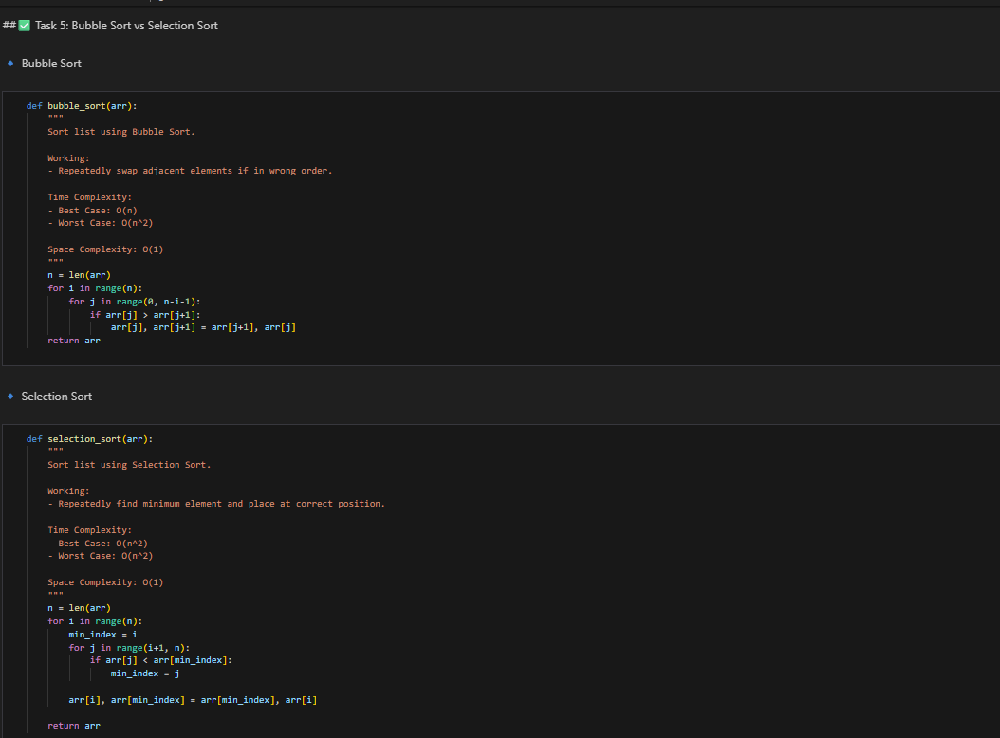 ## ✅ Task 5: Bubble Sort vs Selection Sort
🔹 Bubble Sort
def bubble_sort(arr):
"""
Sort list using Bubble Sort.
Working:
- Repeatedly swap adjacent elements if in wrong order.
Time Complexity:
- Best Case: O(n)
- Worst Case: O(n^2)
Space Complexity: O(1)
"""
n = len(arr)
for i in range(n):
for j in range(0, n-i-1):
if arr[j] > arr[j+1]:
arr[j], arr[j+1] = arr[j+1], arr[j]
return arr
🔹 Selection Sort
def selection_sort(arr):
"""
Sort list using Selection Sort.
Working:
- Repeatedly find minimum element and place at correct position.
Time Complexity:
- Best Case: O(n^2)
- Worst Case: O(n^2)
Space Complexity: O(1)
"""
n = len(arr)
for i in range(n):
min_index = i
for j in range(i+1, n):
if arr[j] < arr[min_index]:
min_index = j
arr[i], arr[min_index] = arr[min_index], arr[i]
return arr